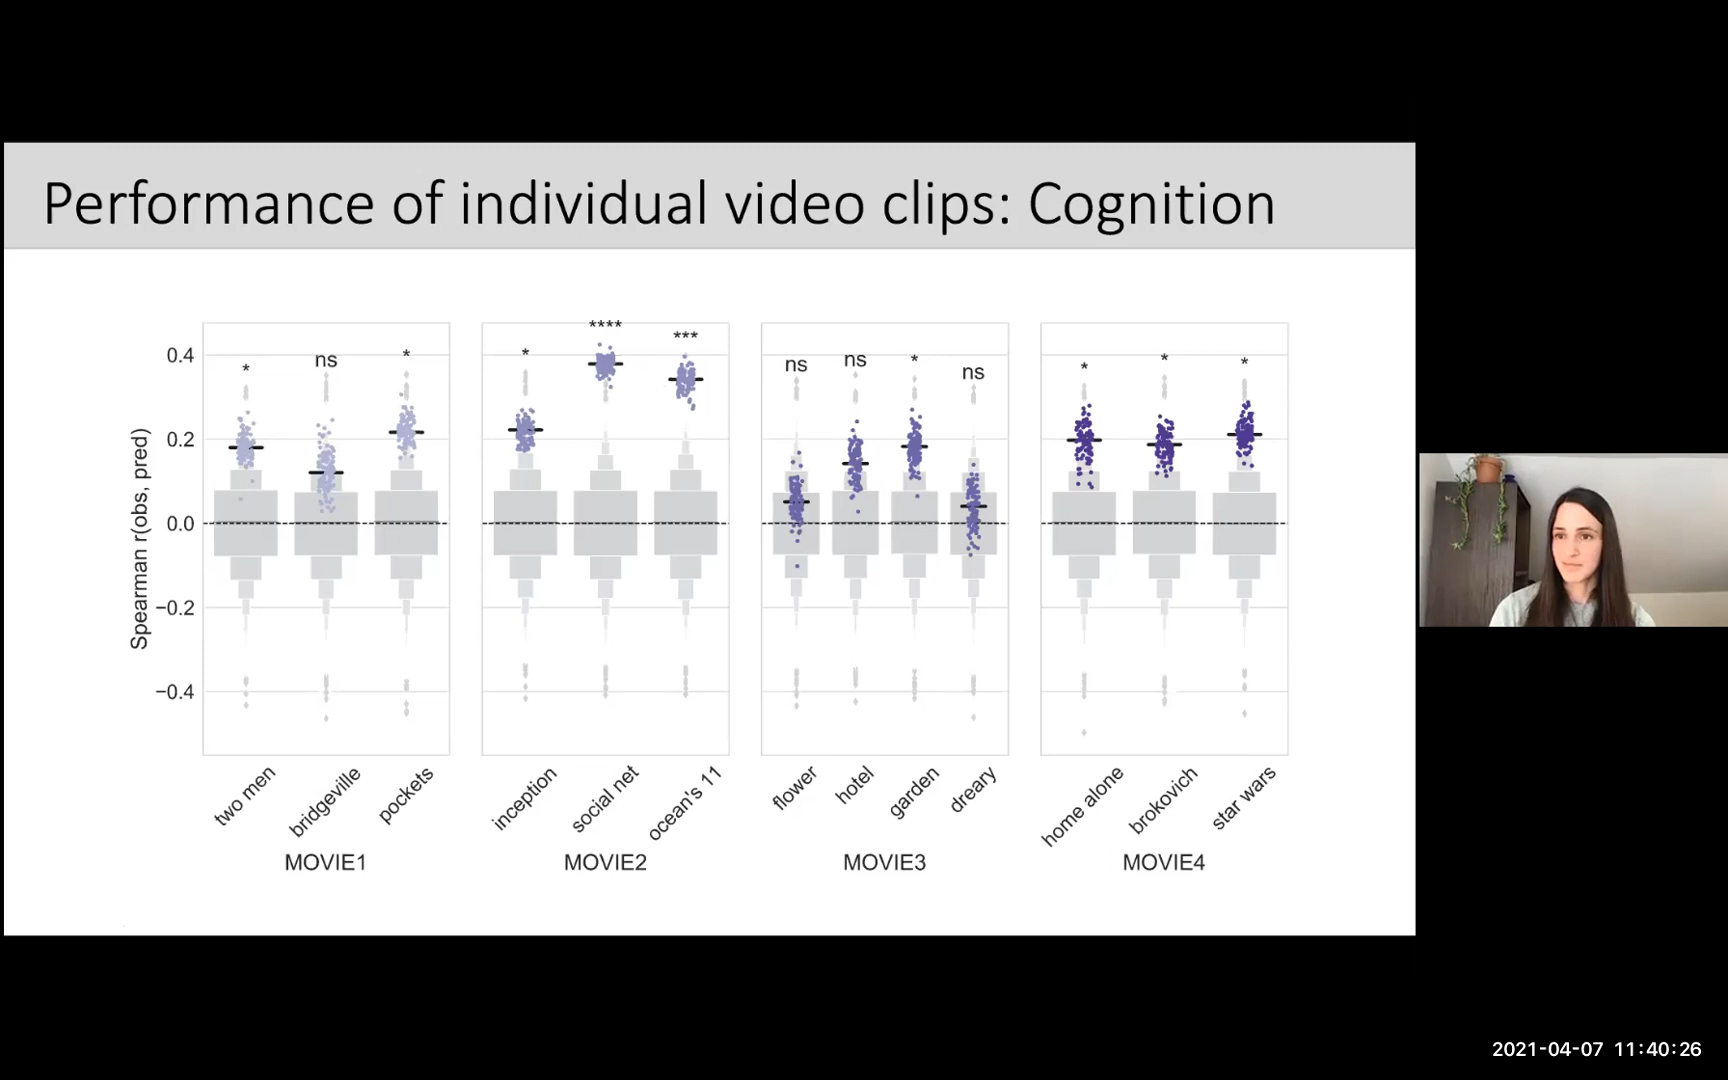 Performance of individual video clips: Cognition
Spearman r(obs, pred)
0.4
0.2
0.0
−0.2
−0.4
* ns *
* **** ***
ns ns * ns
* * *
two men bridgeville pockets
MOVIE1
inception social net ocean's 11
MOVIE2
flower hotel garden dreary
MOVIE3
home alone brokovich star wars
MOVIE4
2021-04-07 11:40:26